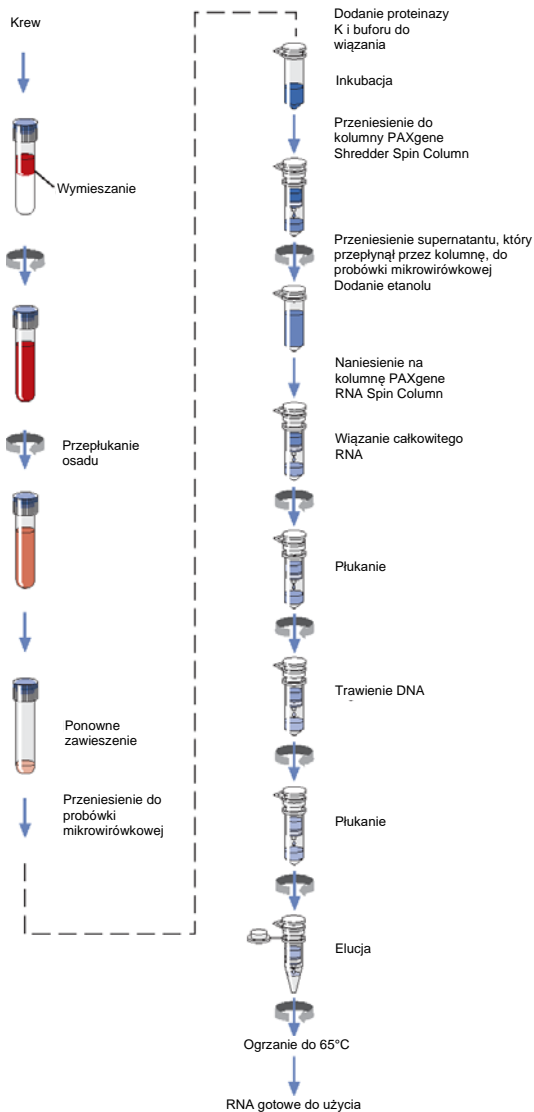 Krew
Wymieszanie
Przepłukanie
osadu
Ponowne
zawieszenie
Przeniesienie do
probówki
mikrowirówkowej
Dodanie proteinazy
K i buforu do
wiązania
Inkubacja
Przeniesienie do
kolumny PAXgene
Shredder Spin Column
Przeniesienie supernatantu, który
przepłynął przez kolumnę, do
probówki mikrowirówkowej
Dodanie etanolu
Naniesienie na
kolumnę PAXgene
RNA Spin Column
Wiązanie całkowitego
RNA
Płukanie
Trawienie DNA
Płukanie
Elucja
Ogrzanie do 65°C
RNA gotowe do użycia